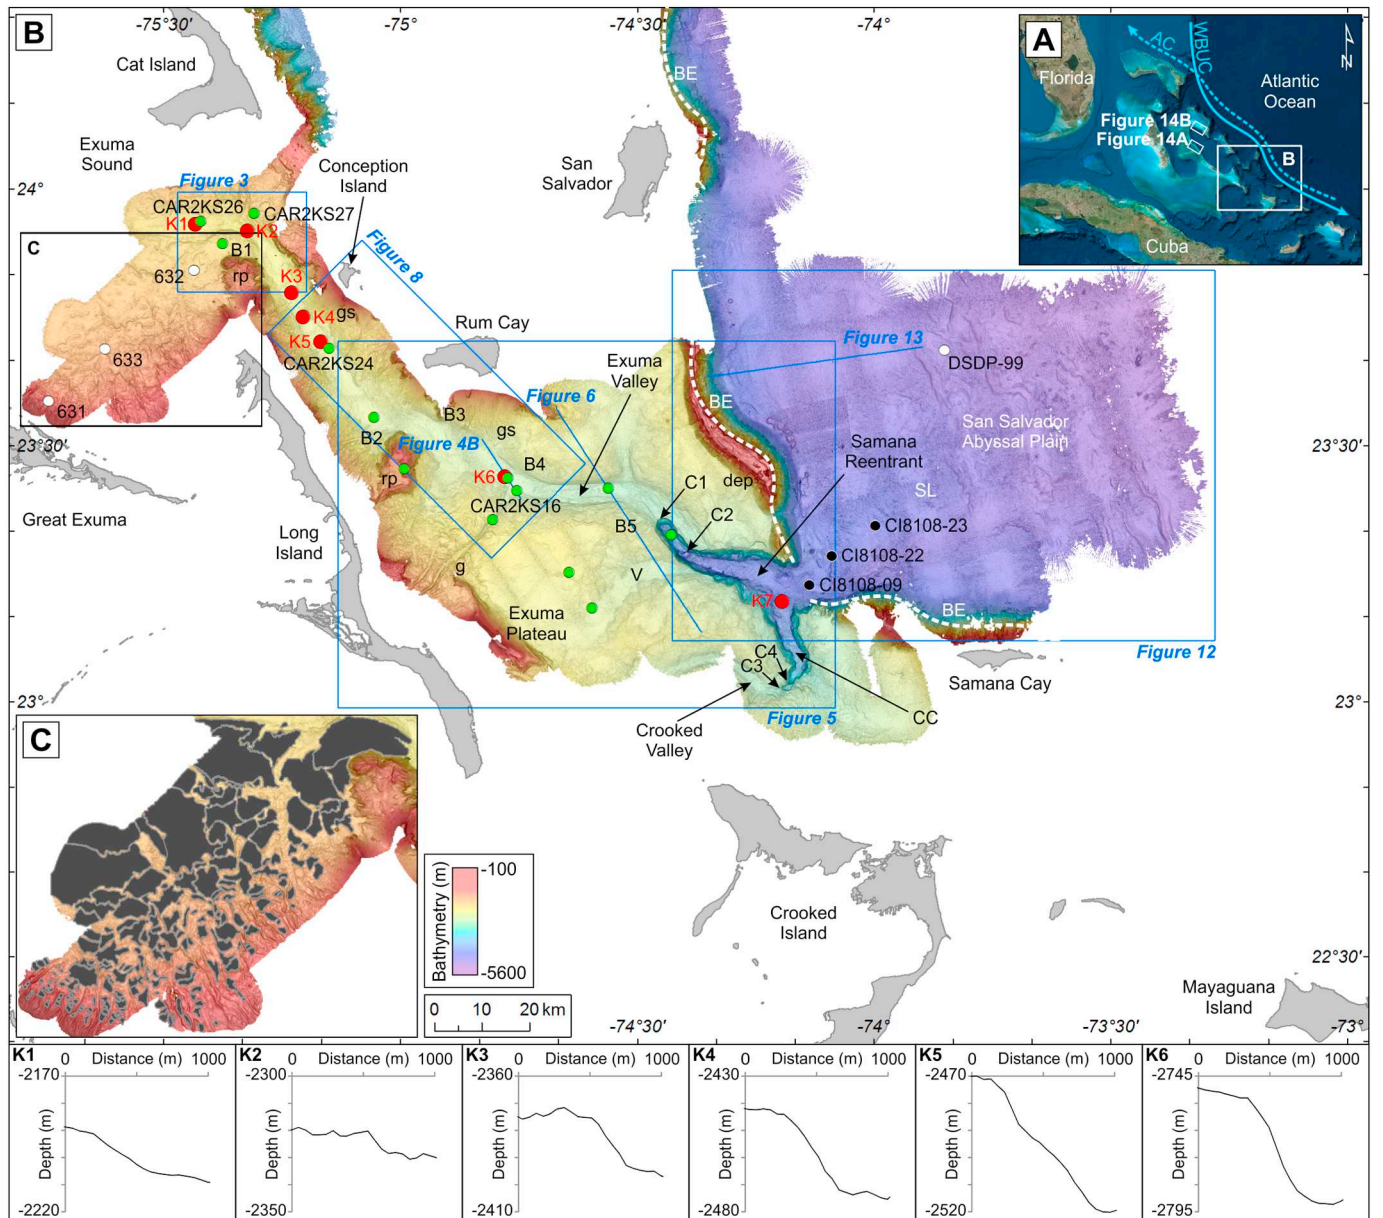 B
-75°30'
-75°
-74°30'
-74°
Cat Island
Exuma
Sound
Conception
Island
San
Salvador
BE
A
AC
WBUC
N
Florida
Atlantic
Ocean
Figure 14B
Figure 14A
B
Cuba
24°
24°
Figure 3
CAR2KS26
CAR2KS27
K1
K2
C
B1
632
rp
K3
Figure 8
gs
K4
K5
CAR2KS24
633
631
Rum Cay
Exuma
Valley
Figure 13
DSDP-99
BE
San Salvador
Abyssal Plain
Samana
Reentrant
Figure 6
B3
B2
gs
Figure 4B
B4
K6
rp
CAR2KS16
23°30'
23°30'
Great Exuma
Long
Island
C1
dep
C2
B5
SL
CI8108-23
CI8108-22
CI8108-09
g
V
K7
Exuma
Plateau
BE
Figure 12
C4
C3
Samana Cay
23°
23°
Figure 5
CC
Crooked
Valley
C
Bathymetry (m)
-100
-5600
0 10 20 km
Crooked
Island
22°30'
Mayaguana
Island
-74°30'
-74°
-73°30'
-73°
K1 0 Distance (m) 1000
-2170
Depth (m)
-2220
K2 0 Distance (m) 1000
-2300
Depth (m)
-2350
K3 0 Distance (m) 1000
-2360
Depth (m)
-2410
K4 0 Distance (m) 1000
-2430
Depth (m)
-2480
K5 0 Distance (m) 1000
-2470
Depth (m)
-2520
K6 0 Distance (m) 1000
-2745
Depth (m)
-2795